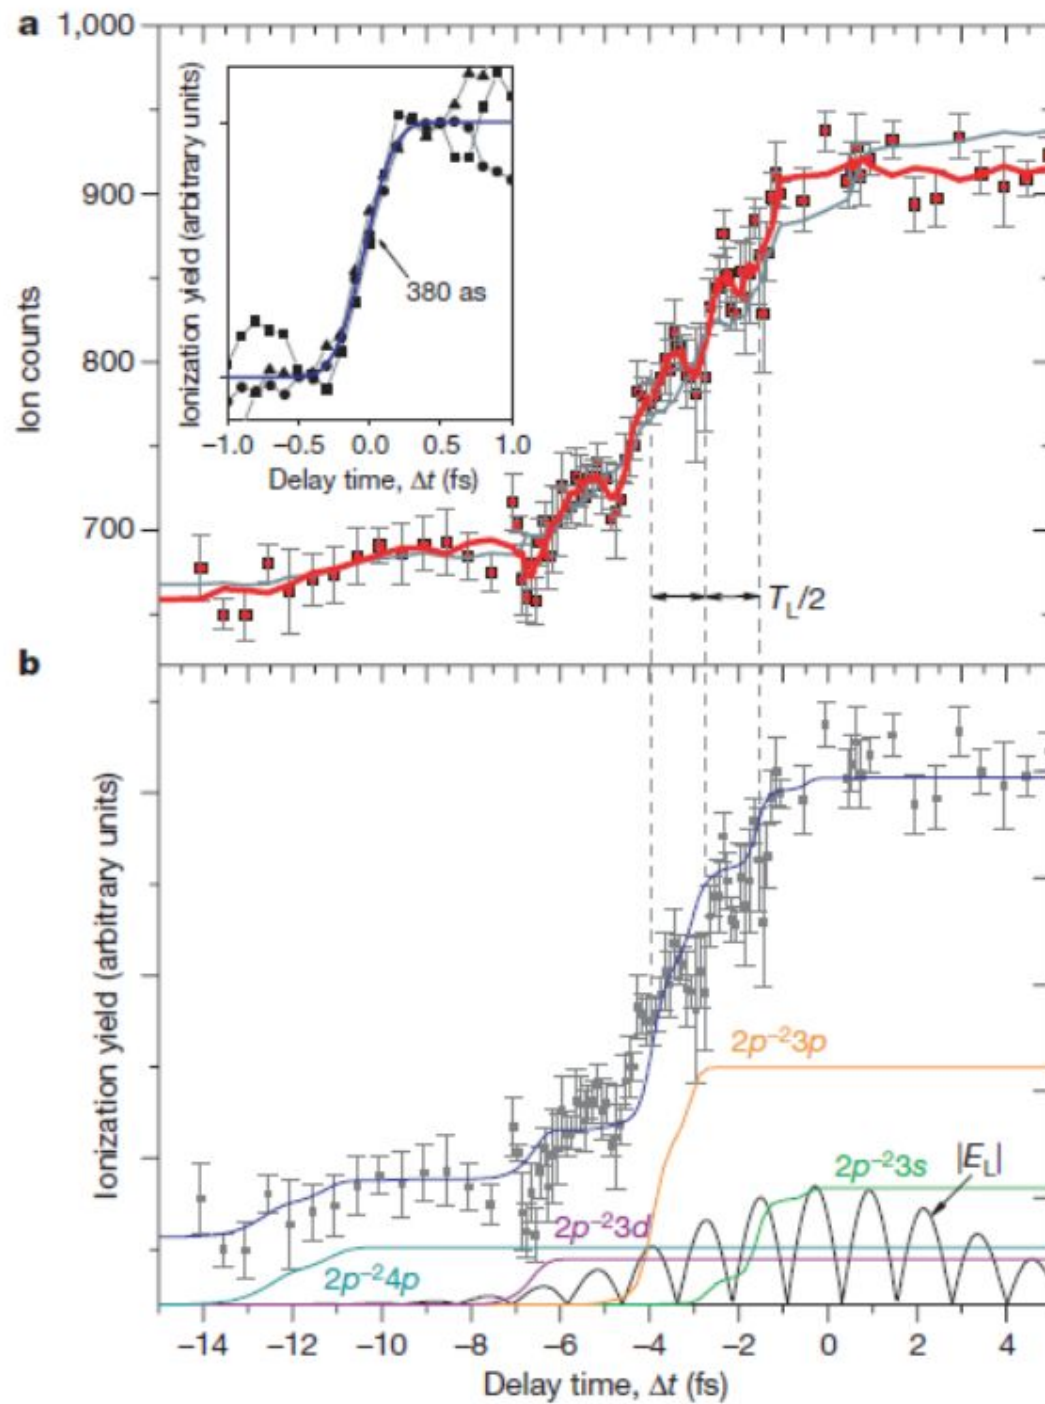 a
1,000
900
800
700
Ion counts
Ionization yield (arbitrary units)
380 as
−1.0 −0.5 0.0 0.5 1.0
Delay time, Δt (fs)
T_L/2
b
Ionization yield (arbitrary units)
2p⁻²3p
2p⁻²3s
|E_L|
2p⁻²3d
2p⁻²4p
−14 −12 −10 −8 −6 −4 −2 0 2 4
Delay time, Δt (fs)